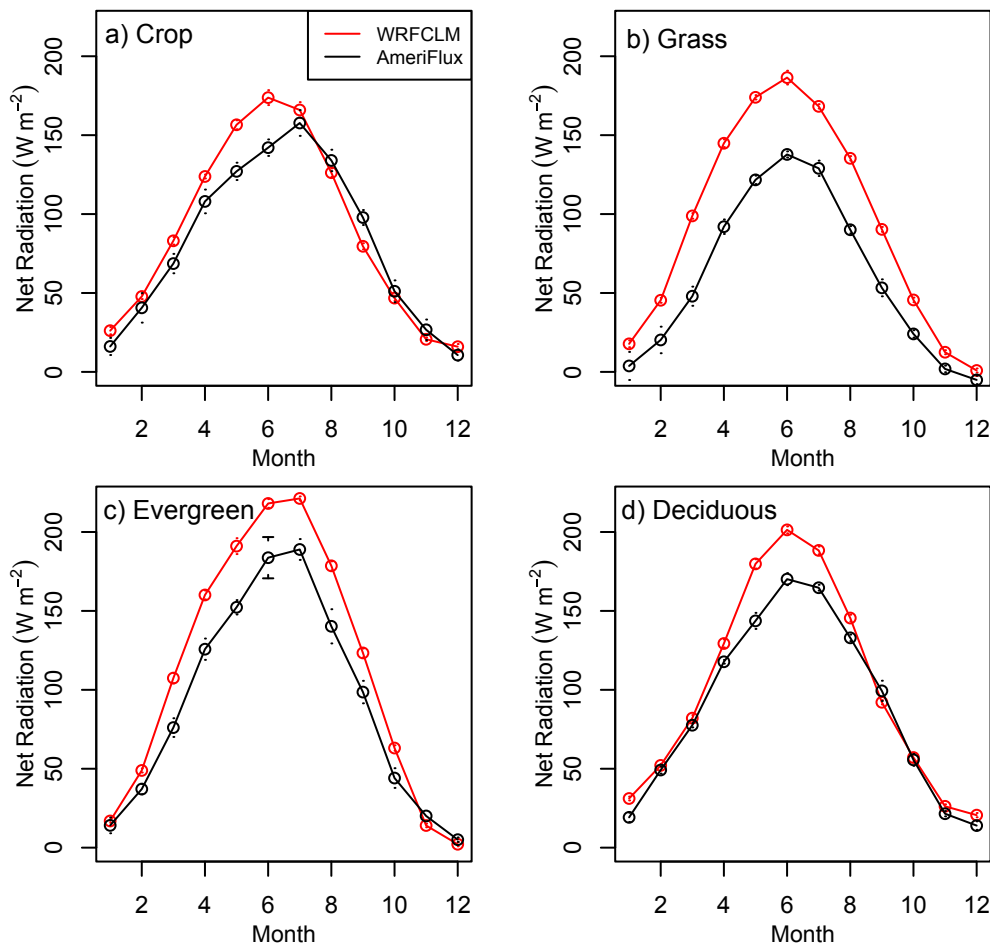 a) Crop
WRFCLM
AmeriFlux
Net Radiation (W m⁻²)
0 50 100 150 200
2 4 6 8 10 12
Month
b) Grass
Net Radiation (W m⁻²)
0 50 100 150 200
2 4 6 8 10 12
Month
c) Evergreen
Net Radiation (W m⁻²)
0 50 100 150 200
2 4 6 8 10 12
Month
d) Deciduous
Net Radiation (W m⁻²)
0 50 100 150 200
2 4 6 8 10 12
Month